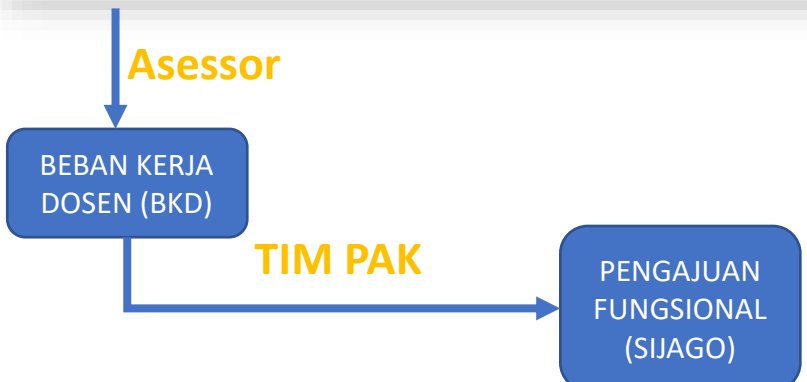 Asessor
BEBAN KERJA
DOSEN (BKD)
TIM PAK
PENGAJUAN
FUNGSIONAL
(SIJAGO)